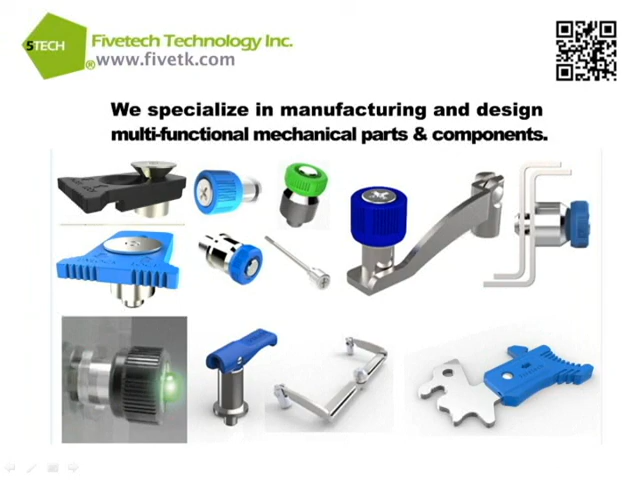 5TECH
Fivetech Technology Inc.
® www.fivetk.com
We specialize in manufacturing and design
multi-functional mechanical parts & components.